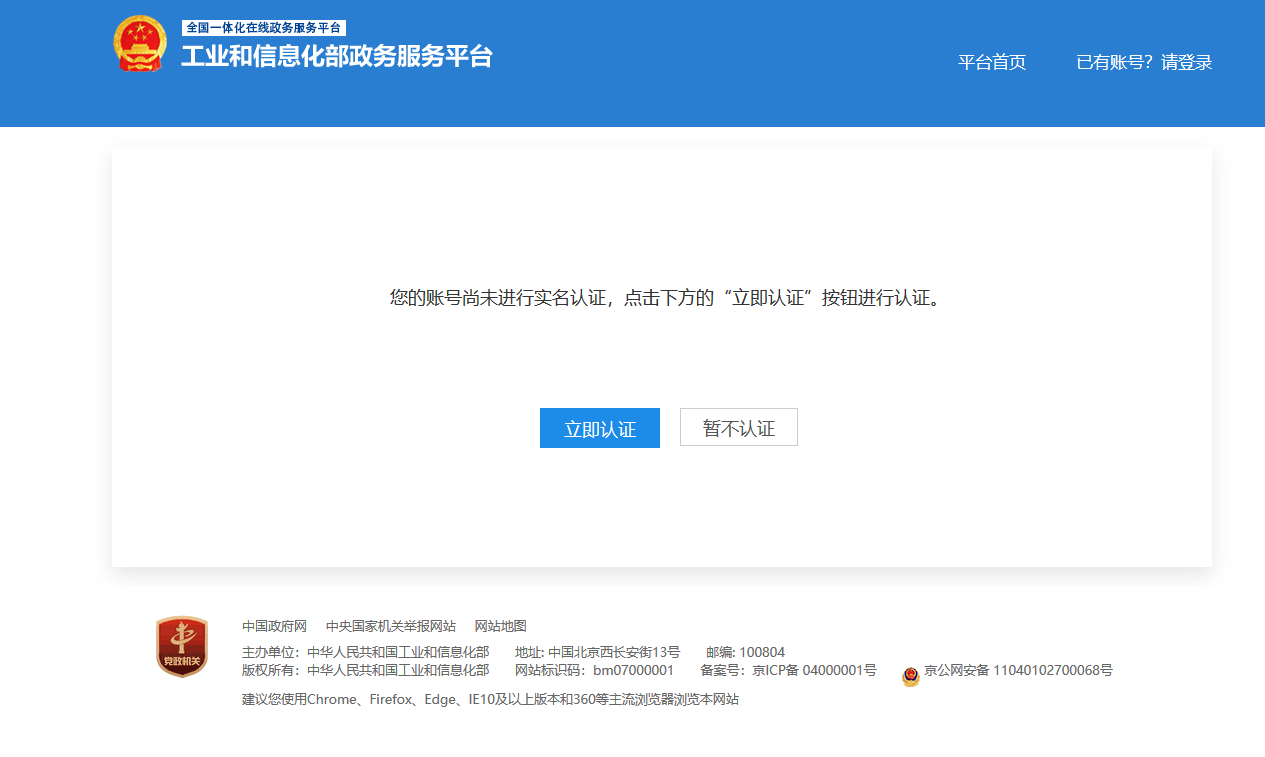 全国一体化在线政务服务平台
工业和信息化部政务服务平台
平台首页 已有账号？请登录
您的账号尚未进行实名认证，点击下方的“立即认证”按钮进行认证。
立即认证 暂不认证
党政机关
中国政府网 中央国家机关举报网站 网站地图
主办单位：中华人民共和国工业和信息化部 地址: 中国北京西长安街13号 邮编: 100804
版权所有：中华人民共和国工业和信息化部 网站标识码：bm07000001 备案号：京ICP备 04000001号 京公网安备 11040102700068号
建议您使用Chrome、Firefox、Edge、IE10及以上版本和360等主流浏览器浏览本网站